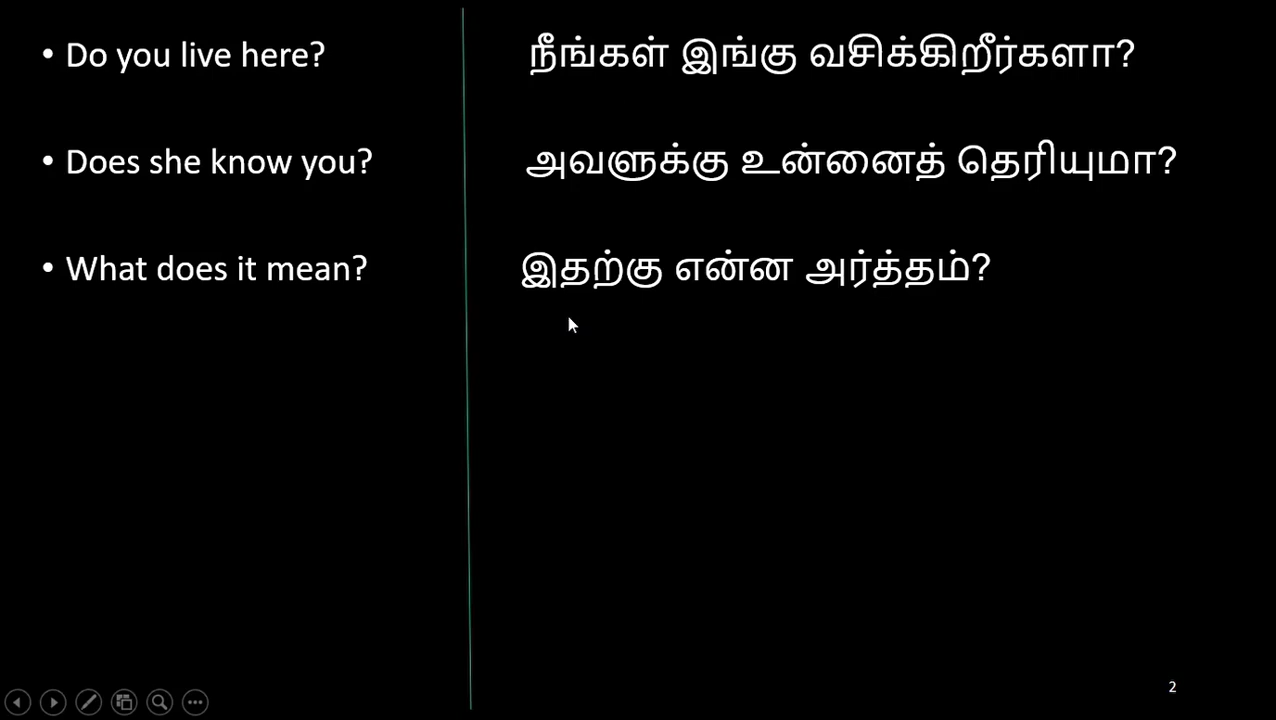 • Do you live here? நீங்கள் இங்கு வசிக்கிறீர்களா?
• Does she know you? அவளுக்கு உன்னைத் தெரியுமா?
• What does it mean? இதற்கு என்ன அர்த்தம்?
2